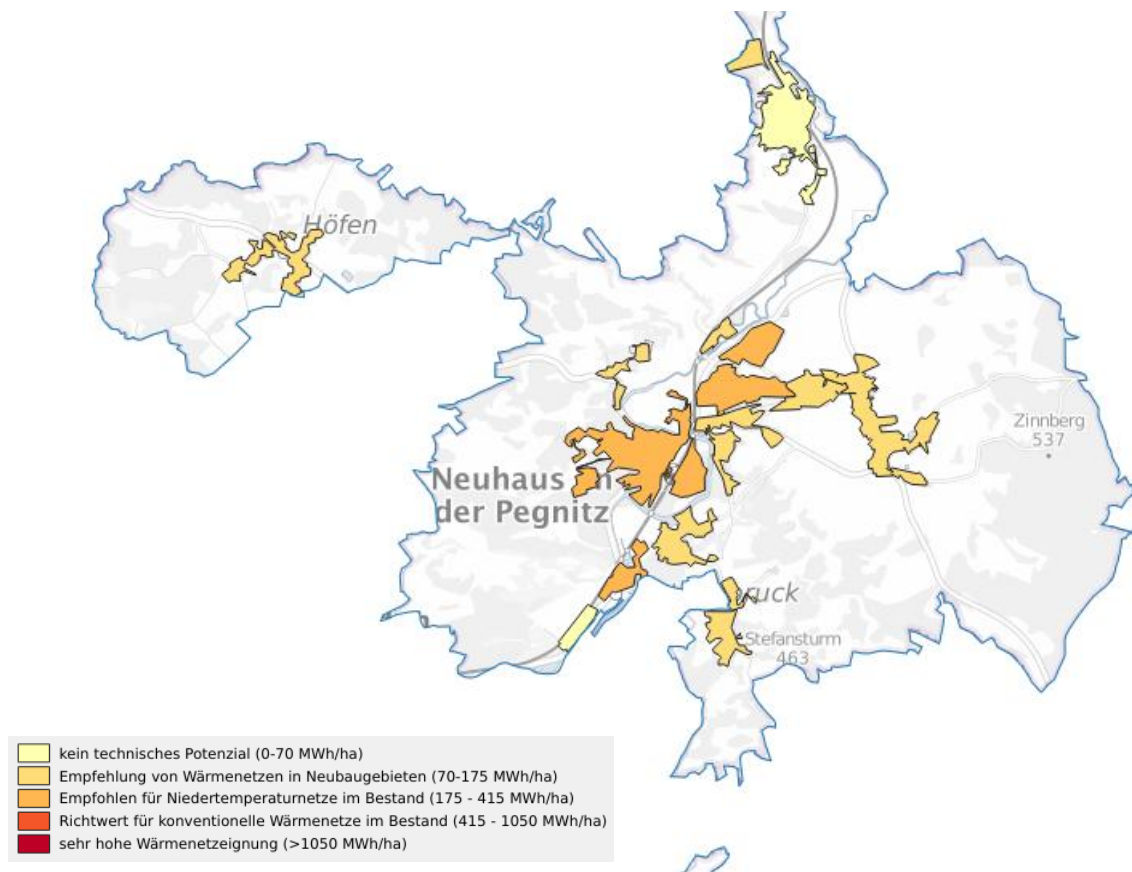 Höfen
Zinnberg
537
Neuhaus an
der Pegnitz
ruck
Stefansturm
463
kein technisches Potenzial (0-70 MWh/ha)
Empfehlung von Wärmenetzen in Neubaugebieten (70-175 MWh/ha)
Empfohlen für Niedertemperaturnetze im Bestand (175 - 415 MWh/ha)
Richtwert für konventionelle Wärmenetze im Bestand (415 - 1050 MWh/ha)
sehr hohe Wärmenetzeignung (>1050 MWh/ha)